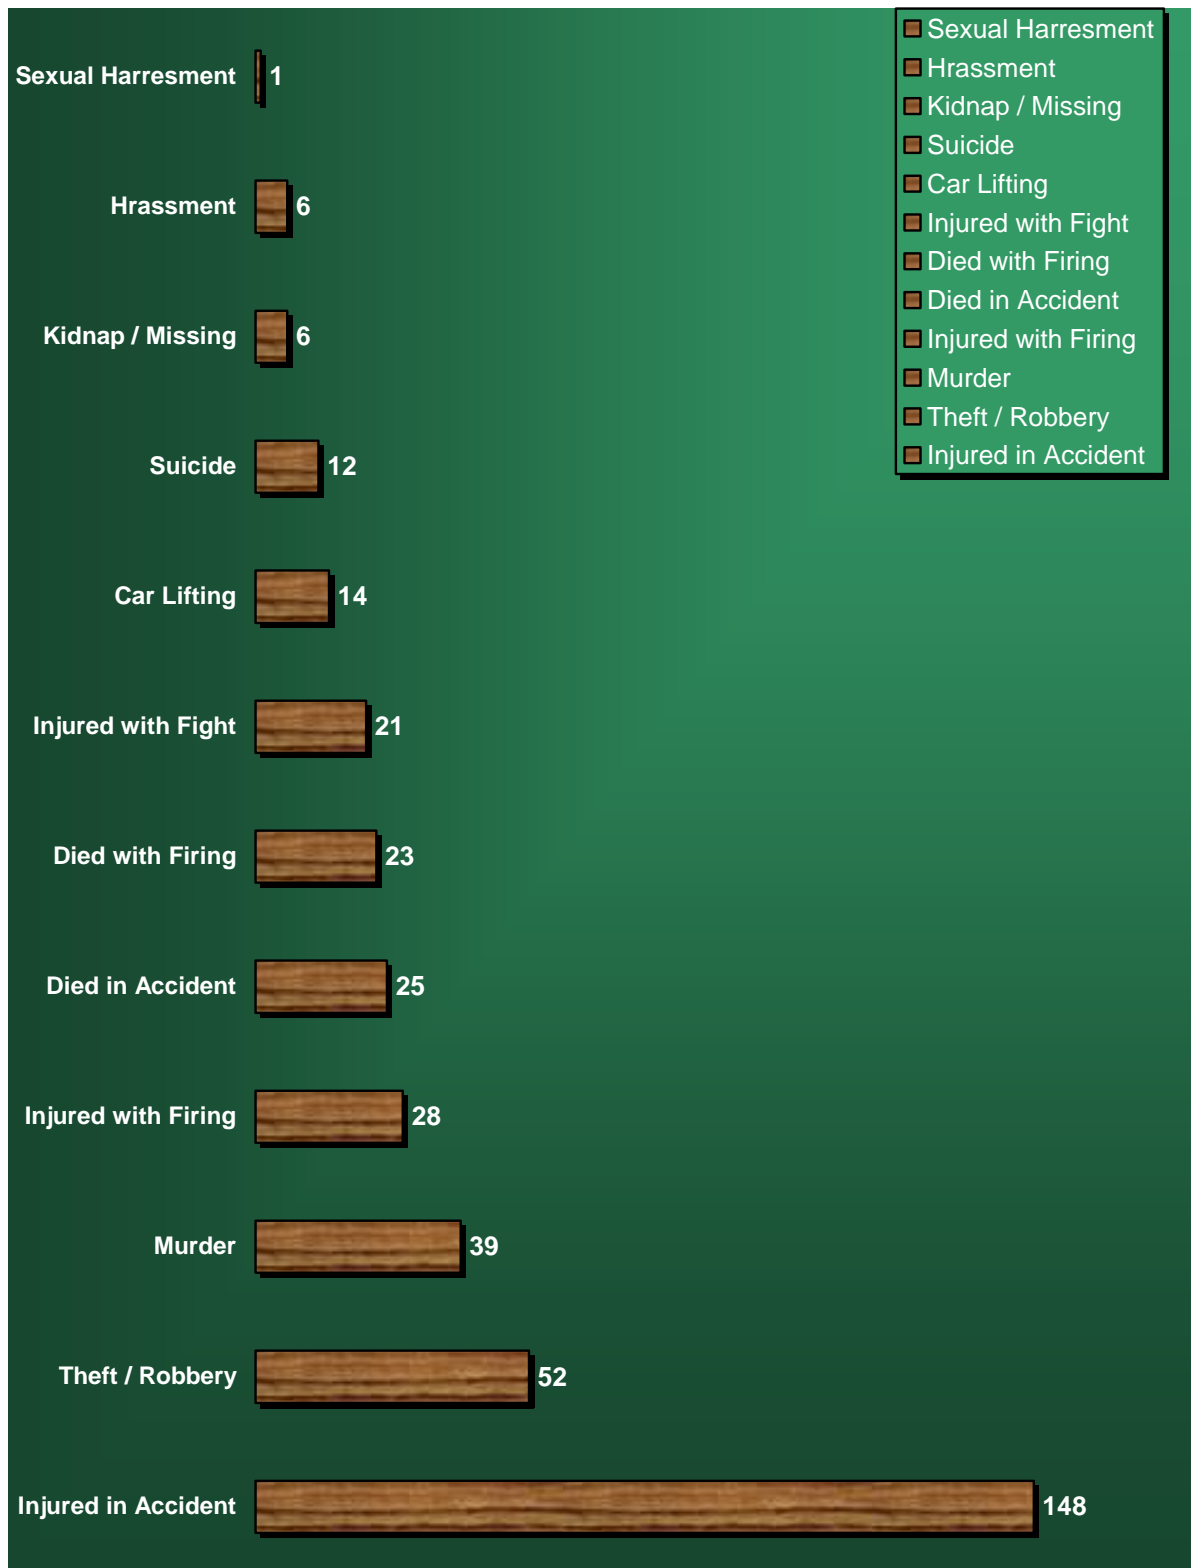 Sexual Harresment 1
Hrassment 6
Kidnap / Missing 6
Suicide 12
Car Lifting 14
Injured with Fight 21
Died with Firing 23
Died in Accident 25
Injured with Firing 28
Murder 39
Theft / Robbery 52
Injured in Accident 148
Sexual Harresment
Hrassment
Kidnap / Missing
Suicide
Car Lifting
Injured with Fight
Died with Firing
Died in Accident
Injured with Firing
Murder
Theft / Robbery
Injured in Accident